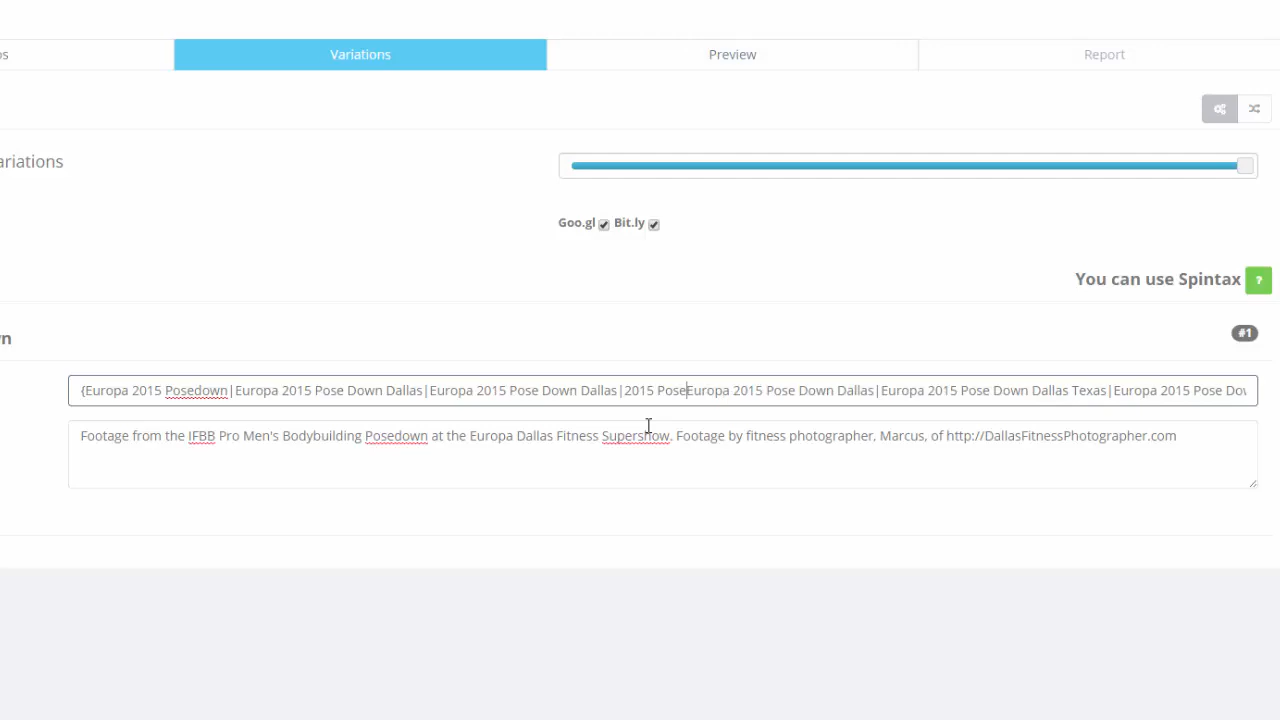 os
Variations
Preview
Report
ariations
Goo.gl Bit.ly
You can use Spintax ?
wn
#1
{Europa 2015 Posedown|Europa 2015 Pose Down Dallas|Europa 2015 Pose Down Dallas|2015 PoseEuropa 2015 Pose Down Dallas|Europa 2015 Pose Down Dallas Texas|Europa 2015 Pose Dov
Footage from the IFBB Pro Men's Bodybuilding Posedown at the Europa Dallas Fitness Supershow. Footage by fitness photographer, Marcus, of http://DallasFitnessPhotographer.com